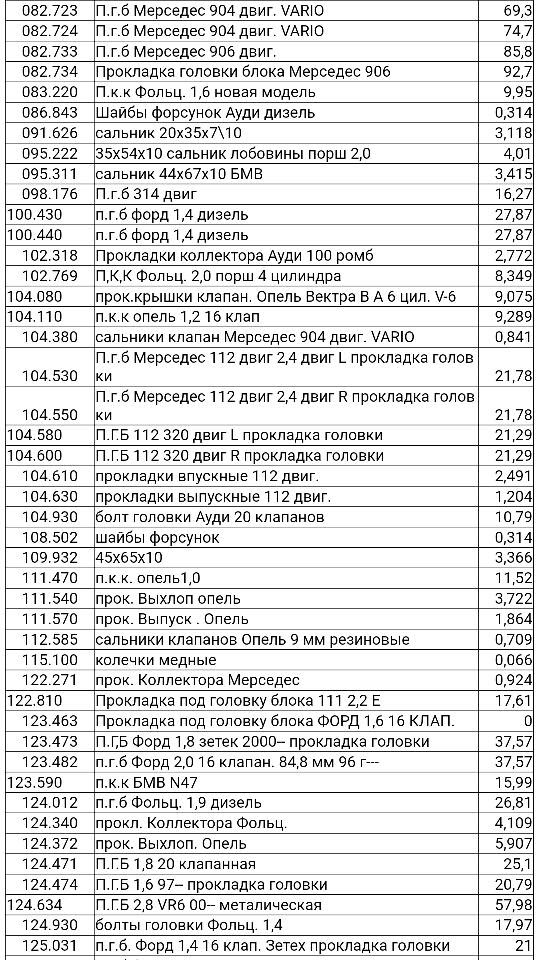 082.723 П.г.б Мерседес 904 двиг. VARIO 69,3
082.724 П.г.б Мерседес 904 двиг. VARIO 74,7
082.733 П.г.б Мерседес 906 двиг. 85,8
082.734 Прокладка головки блока Мерседес 906 92,7
083.220 П.к.к Фольц. 1,6 новая модель 9,95
086.843 Шайбы форсунок Ауди дизель 0,314
091.626 сальник 20х35х7\10 3,118
095.222 35х54х10 сальник лобовины порш 2,0 4,01
095.311 сальник 44х67х10 БМВ 3,415
098.176 П.г.б 314 двиг 16,27
100.430 п.г.б форд 1,4 дизель 27,87
100.440 п.г.б форд 1,4 дизель 27,87
102.318 Прокладки коллектора Ауди 100 ромб 2,772
102.769 П,К,К Фольц. 2,0 порш 4 цилиндра 8,349
104.080 прок.крышки клапан. Опель Вектра В А 6 цил. V-6 9,075
104.110 п.к.к опель 1,2 16 клап 9,289
104.380 сальники клапан Мерседес 904 двиг. VARIO 0,841
П.г.б Мерседес 112 двиг 2,4 двиг L прокладка голов
104.530 ки 21,78
П.г.б Мерседес 112 двиг 2,4 двиг R прокладка голов
104.550 ки 21,78
104.580 П.Г.Б 112 320 двиг L прокладка головки 21,29
104.600 П.Г.Б 112 320 двиг R прокладка головки 21,29
104.610 прокладки впускные 112 двиг. 2,491
104.630 прокладки выпускные 112 двиг. 1,204
104.930 болт головки Ауди 20 клапанов 10,79
108.502 шайбы форсунок 0,314
109.932 45х65х10 3,366
111.470 п.к.к. опель1,0 11,52
111.540 прок. Выхлоп опель 3,722
111.570 прок. Выпуск . Опель 1,864
112.585 сальники клапанов Опель 9 мм резиновые 0,709
115.100 колечки медные 0,066
122.271 прок. Коллектора Мерседес 0,924
122.810 Прокладка под головку блока 111 2,2 Е 17,61
123.463 Прокладка под головку блока ФОРД 1,6 16 КЛАП. 0
123.473 П.Г,Б Форд 1,8 зетек 2000-- прокладка головки 37,57
123.482 п.г.б Форд 2,0 16 клапан. 84,8 мм 96 г--- 37,57
123.590 п.к.к БМВ N47 15,99
124.012 п.г.б Фольц. 1,9 дизель 26,81
124.340 прокл. Коллектора Фольц. 4,109
124.372 прок. Выхлоп. Опель 5,907
124.471 П.Г.Б 1,8 20 клапанная 25,1
124.474 П.Г.Б 1,6 97-- прокладка головки 20,79
124.634 П.Г.Б 2,8 VR6 00-- металическая 57,98
124.930 болты головки Фольц. 1,4 17,97
125.031 п.г.б. Форд 1,4 16 клап. Зетех прокладка головки 21